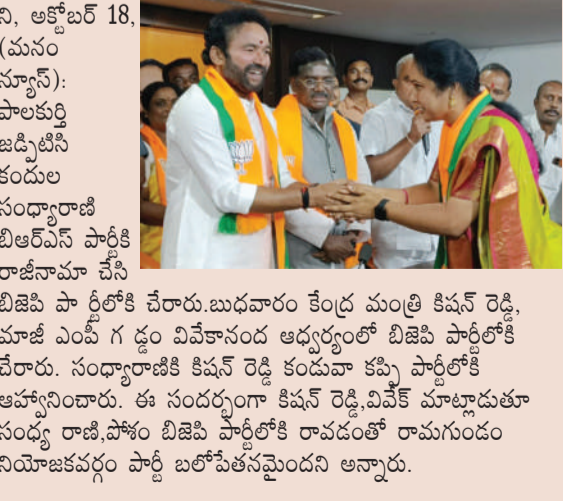 ని, అక్టోబర్ 18,
(మనం
న్యూస్):
పాలకుర్తి
జడ్పిటిసి
కందుల
సంధ్యారాణి
బిఆర్ఎస్ పార్టీకి
రాజీనామా చేసి
బిజెపి పా ర్టీలోకి చేరారు.బుధవారం కేంద్ర మంత్రి కిషన్ రెడ్డి,
మాజీ ఎంపీ గ డ్డం వివేకానంద ఆధ్వర్యంలో బిజెపి పార్టీలోకి
చేరారు. సంధ్యారాణికి కిషన్ రెడ్డి కండువా కప్పి పార్టీలోకి
ఆహ్వానించారు. ఈ సందర్భంగా కిషన్ రెడ్డి,వివేక్ మాట్లాడుతూ
సంధ్య రాణి,పోశం బిజెపి పార్టీలోకి రావడంతో రామగుండం
నియోజకవర్గం పార్టీ బలోపేతనమైందని అన్నారు.